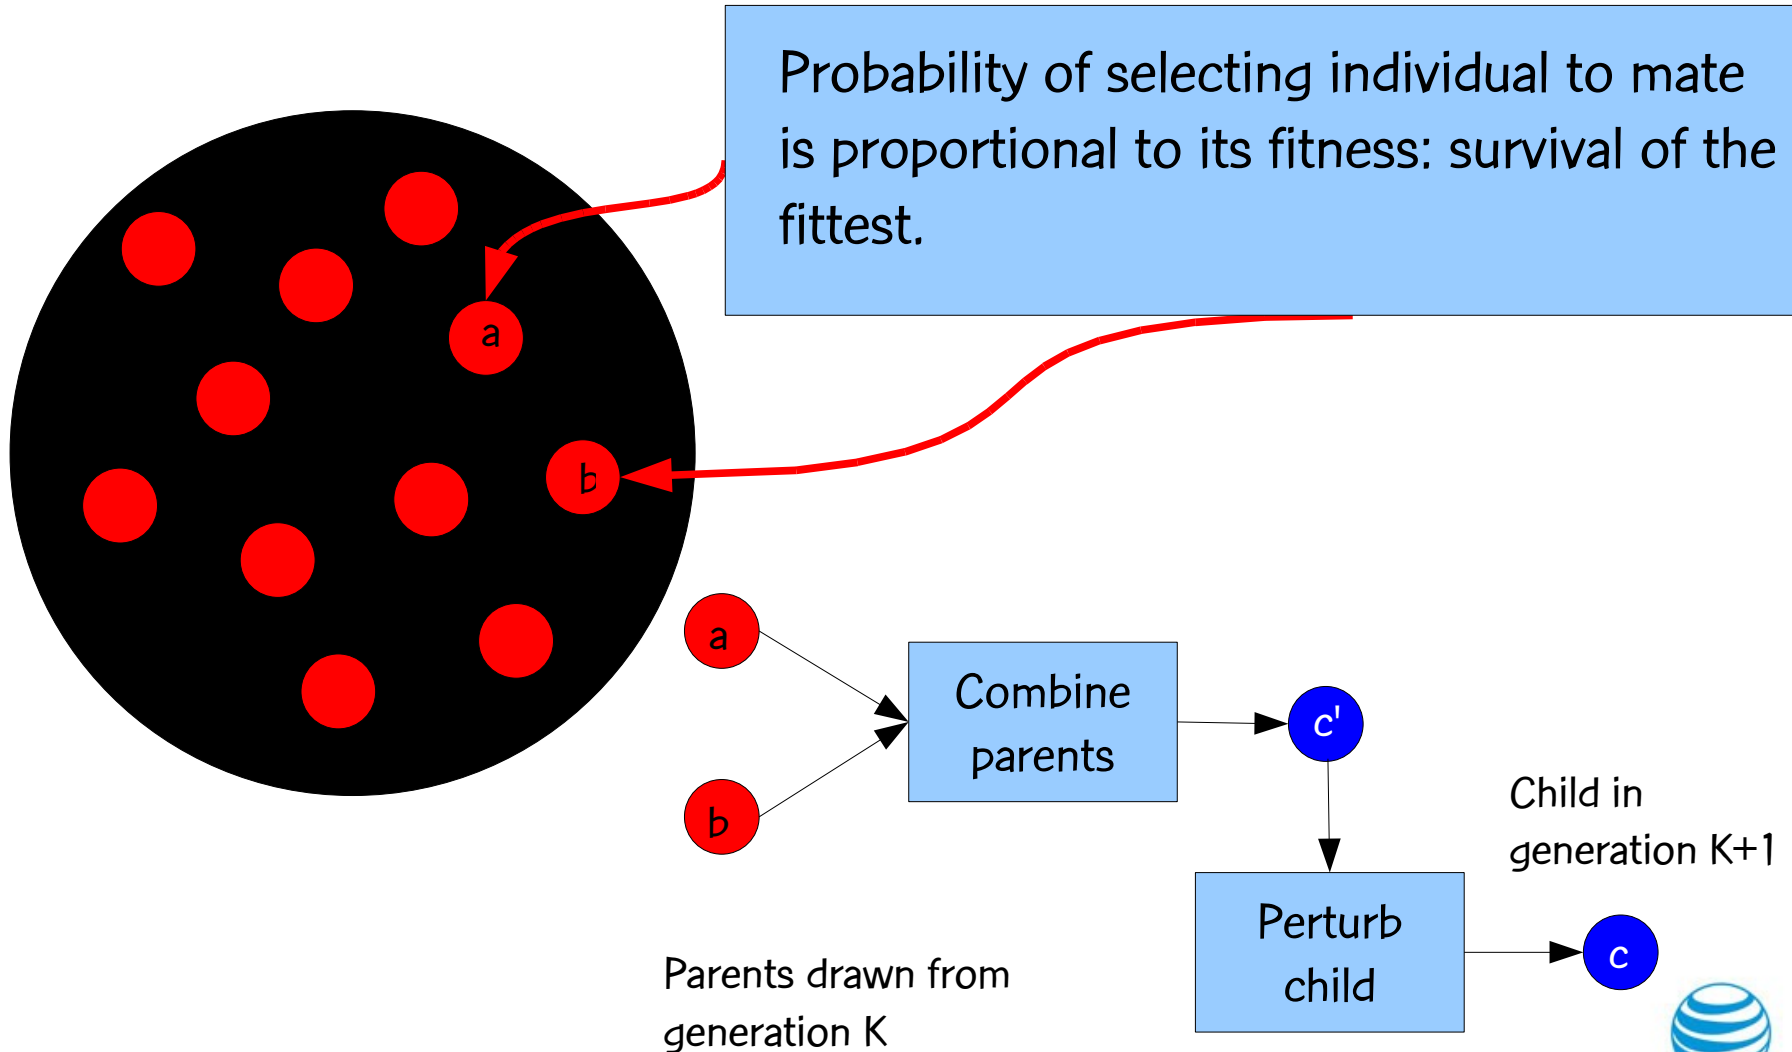 Probability of selecting individual to mate
is proportional to its fitness: survival of the
fittest.
a
b
a
Combine
parents
c'
b
Child in
generation K+1
Perturb
child
c
Parents drawn from
generation K